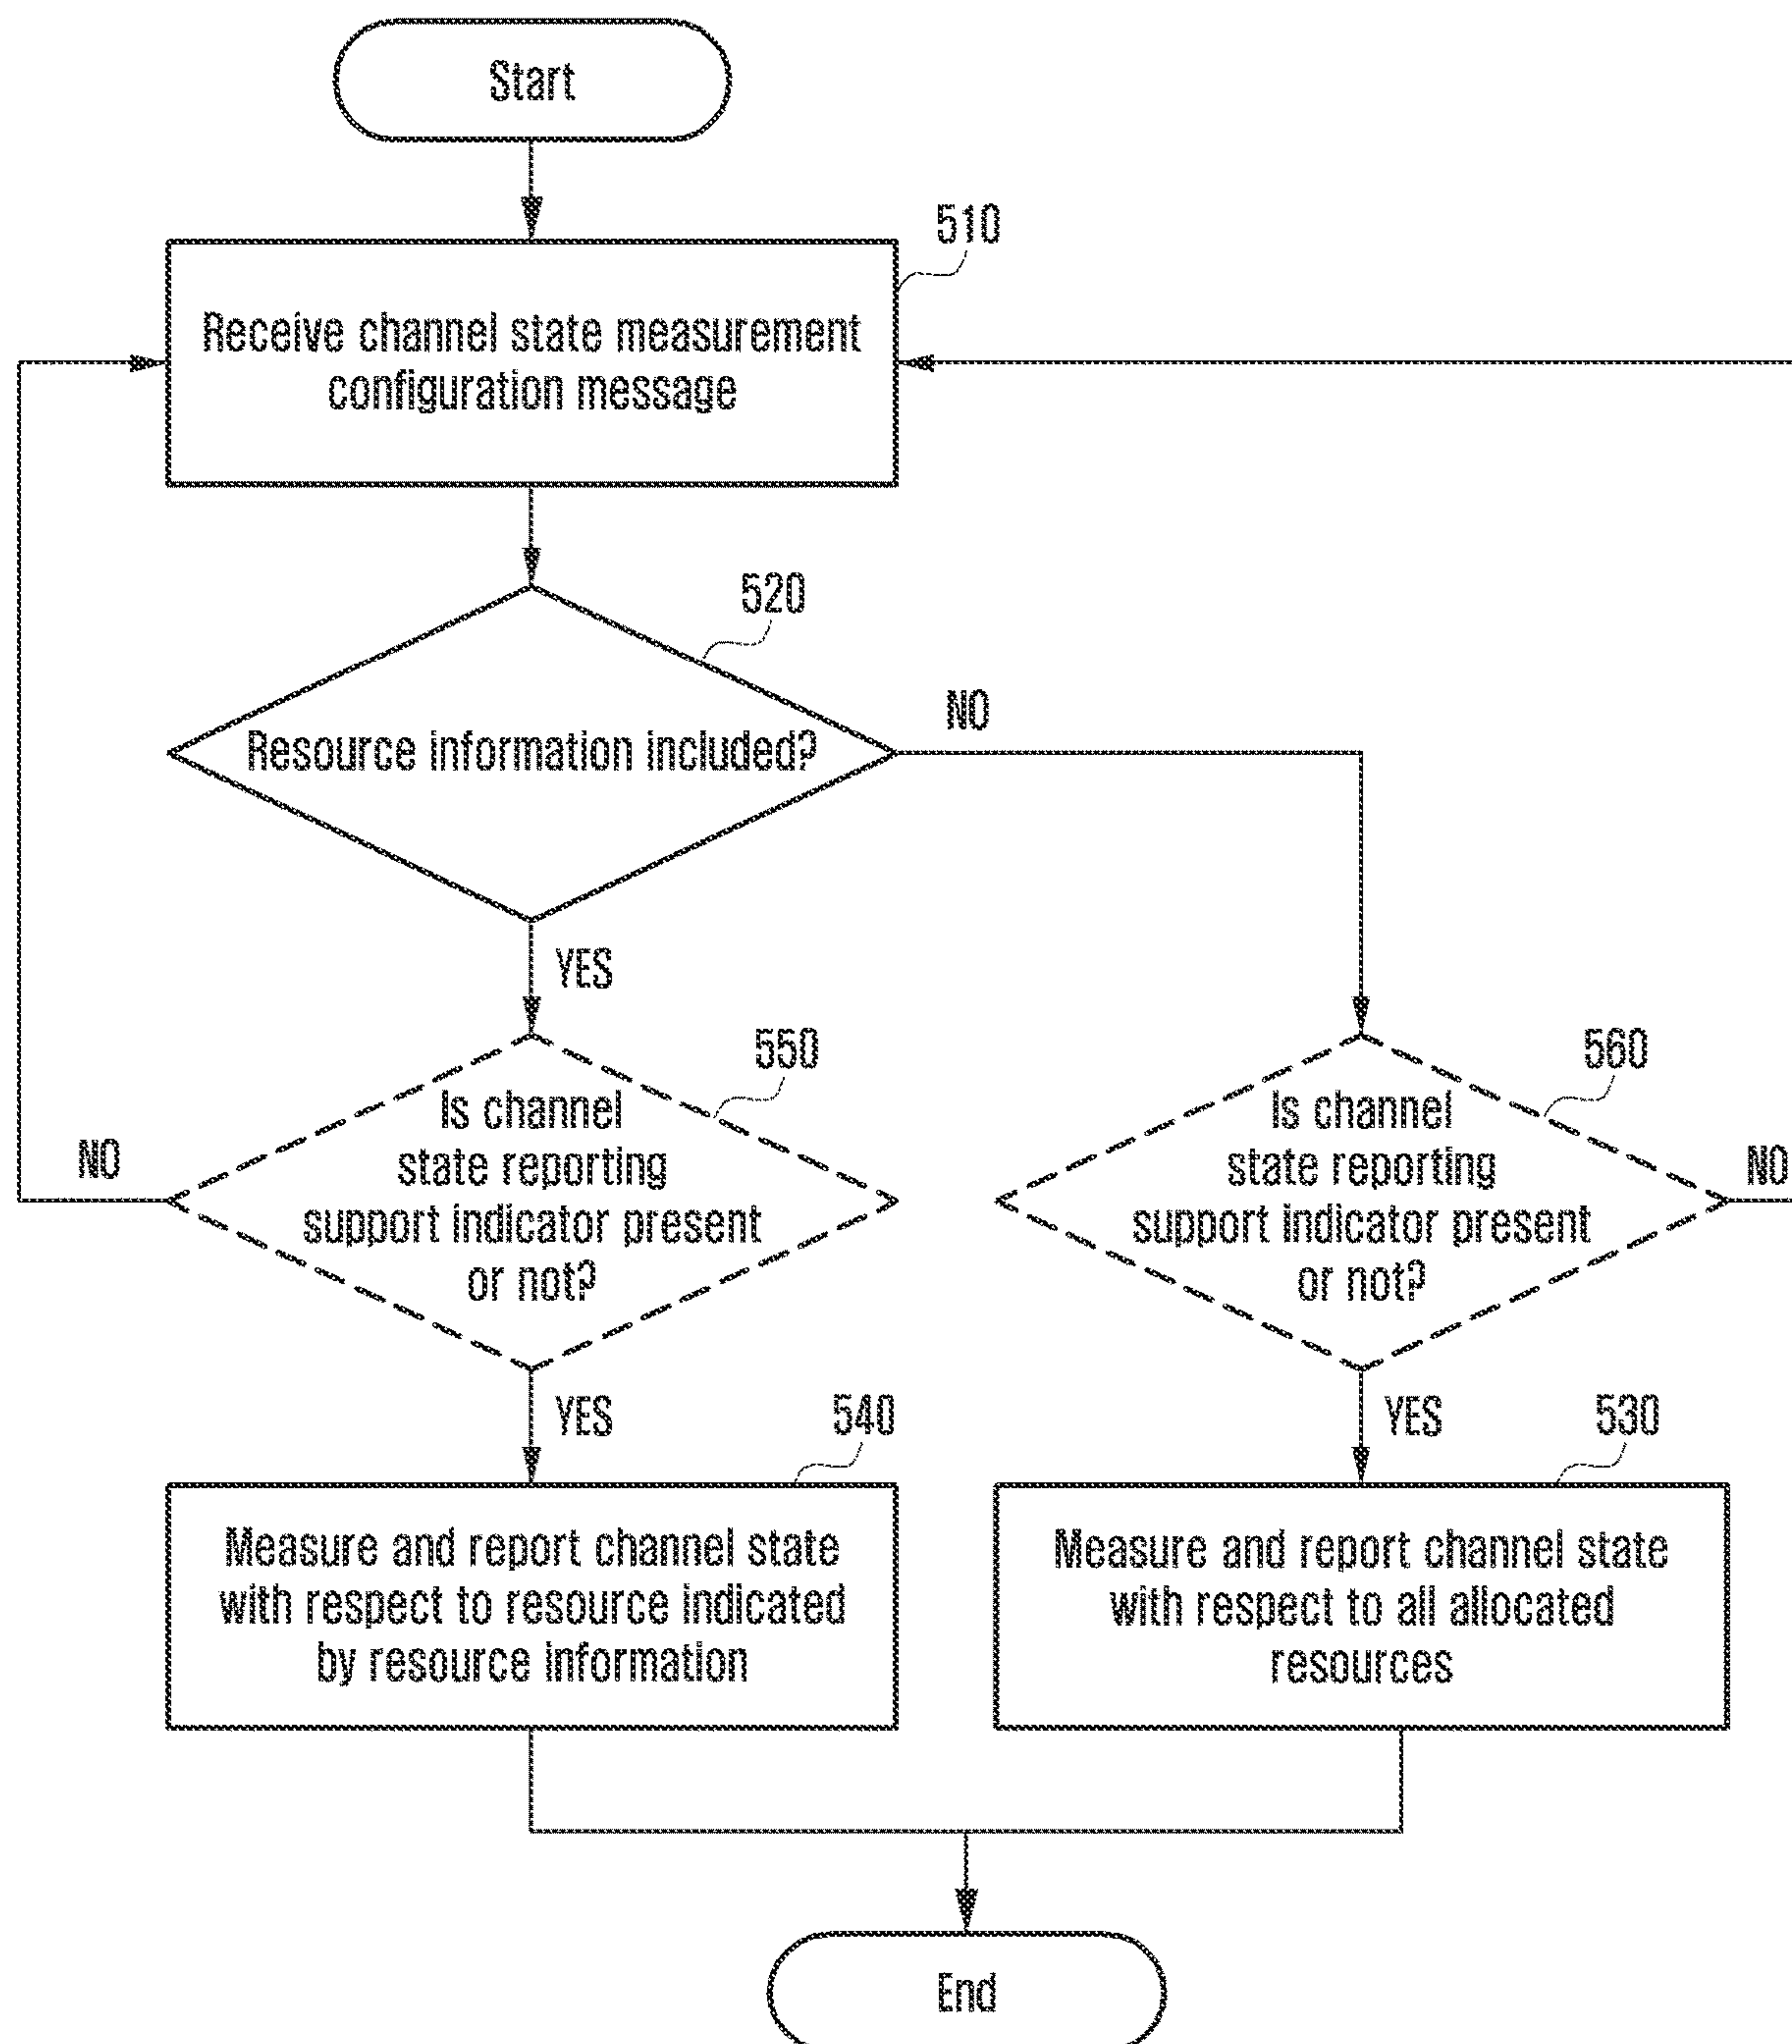 Start
510
Receive channel state measurement
configuration message
520
Resource information included?
NO
YES
550
Is channel
state reporting
support indicator present
or not?
NO
YES
560
Is channel
state reporting
support indicator present
or not?
NO
YES
540
Measure and report channel state
with respect to resource indicated
by resource information
530
Measure and report channel state
with respect to all allocated
resources
End